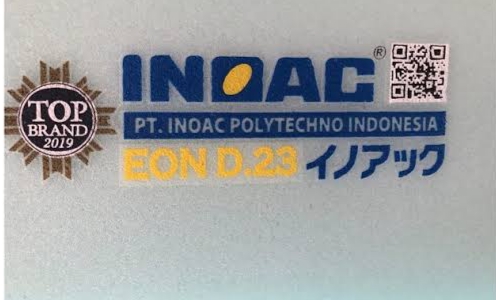 INOAC ®
PT. INOAC POLYTECHNO INDONESIA
EON D.23 イノアック
TOP
BRAND
2019